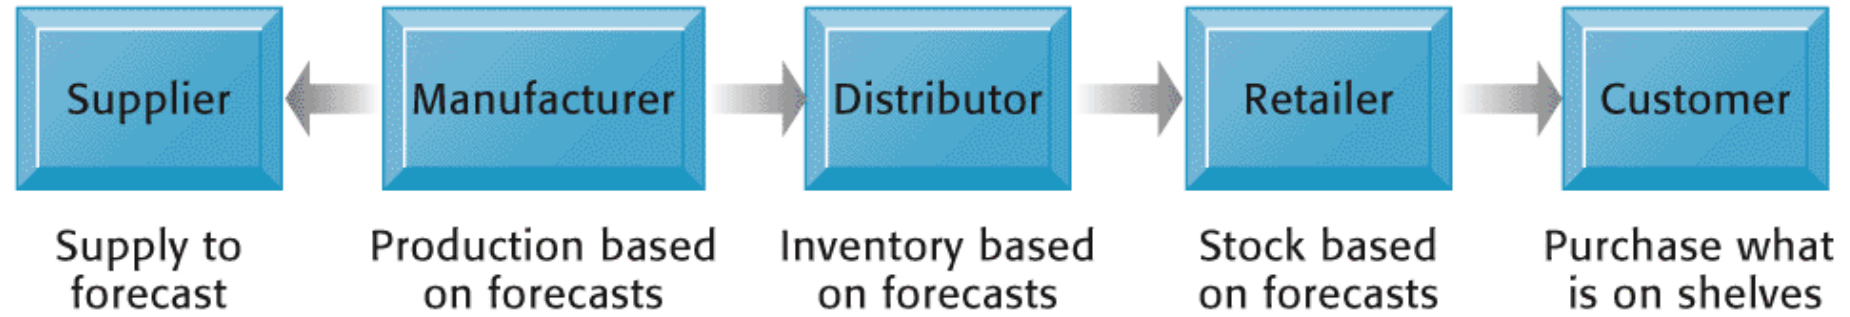 Supplier
Manufacturer
Distributor
Retailer
Customer
Supply to
forecast
Production based
on forecasts
Inventory based
on forecasts
Stock based
on forecasts
Purchase what
is on shelves